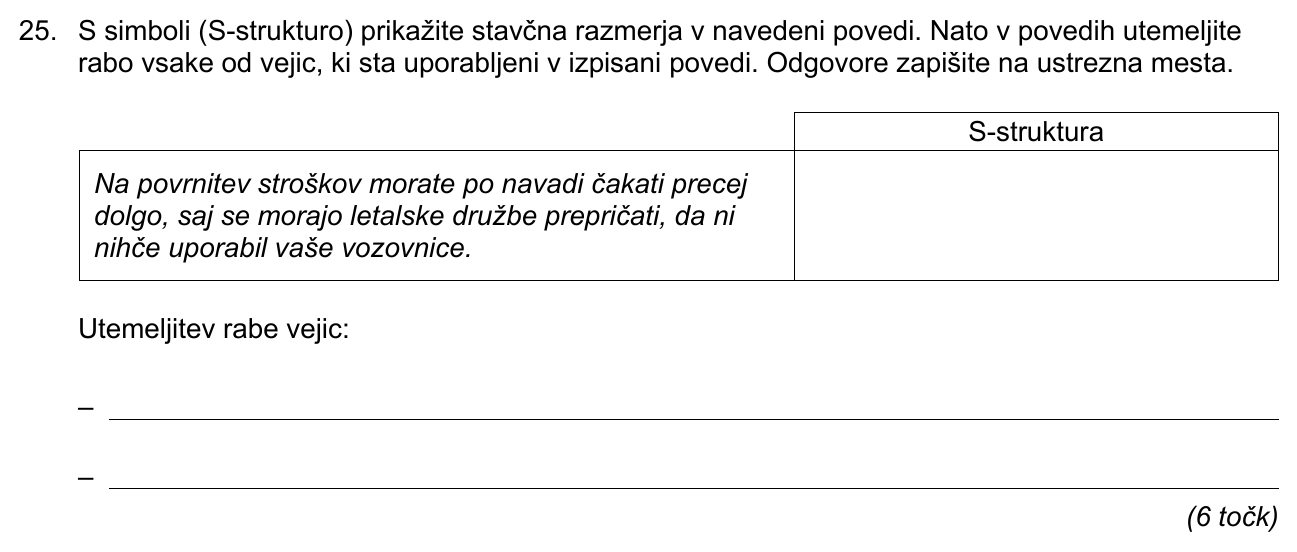 25. S simboli (S-strukturo) prikažite stavčna razmerja v navedeni povedi. Nato v povedih utemeljite
rabo vsake od vejic, ki sta uporabljeni v izpisani povedi. Odgovore zapišite na ustrezna mesta.
S-struktura
Na povrnitev stroškov morate po navadi čakati precej
dolgo, saj se morajo letalske družbe prepričati, da ni
nihče uporabil vaše vozovnice.
Utemeljitev rabe vejic:
–
–
(6 točk)